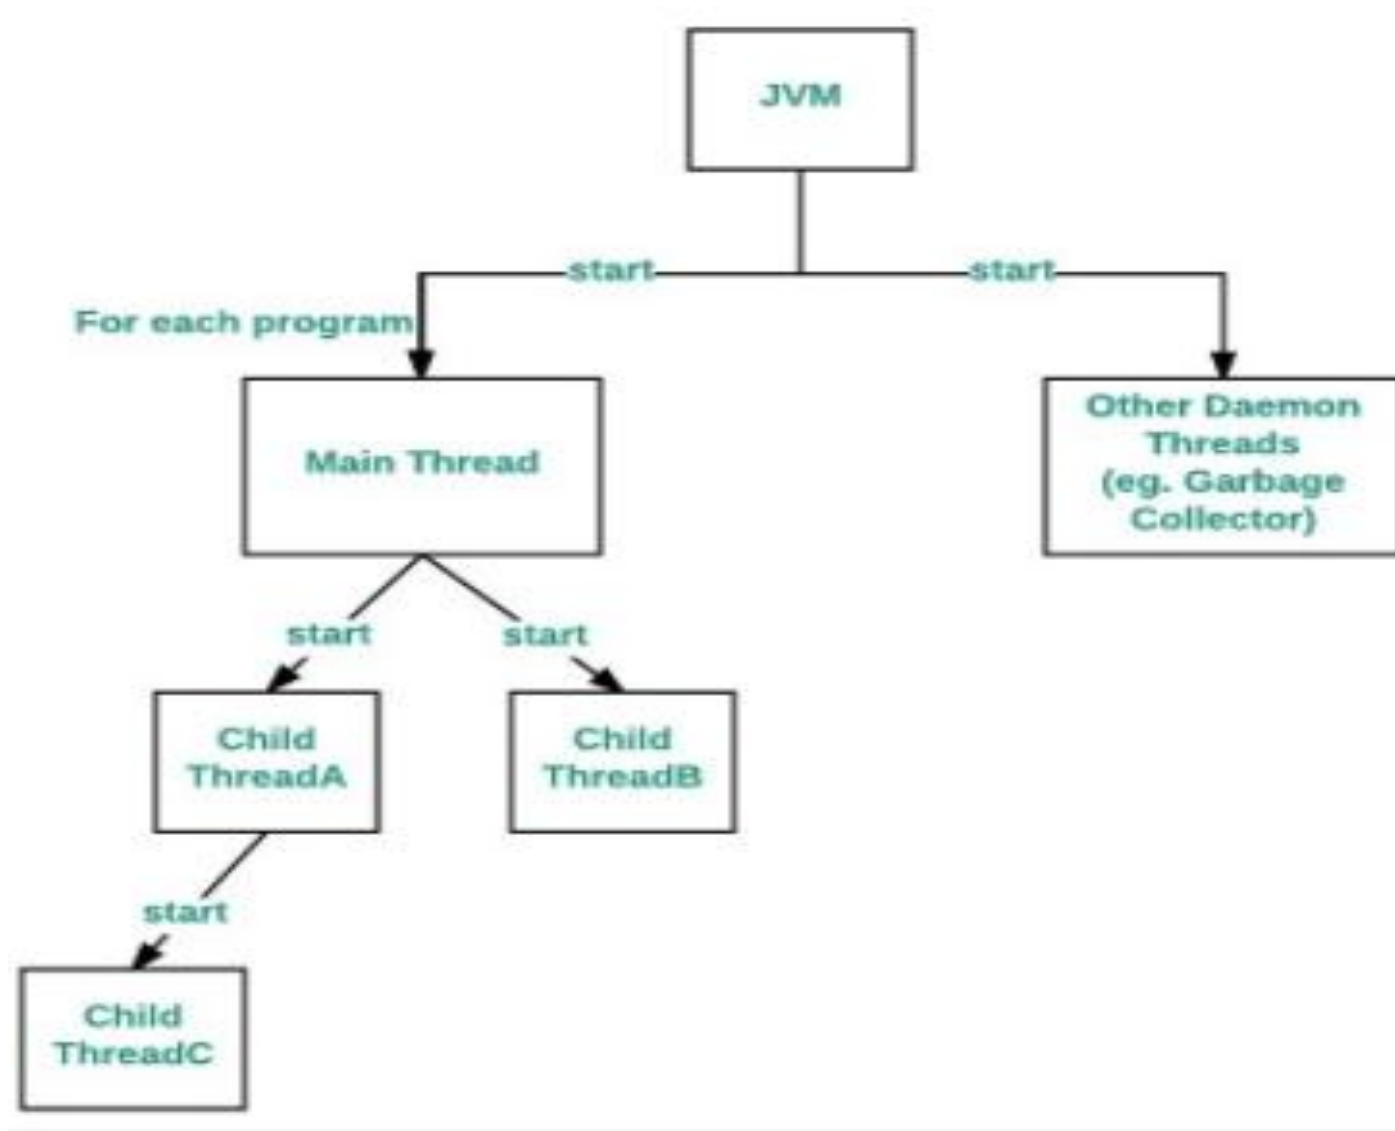 JVM
start
start
For each program
Main Thread
Other Daemon
Threads
(eg. Garbage
Collector)
start
start
Child
ThreadA
Child
ThreadB
start
Child
ThreadC